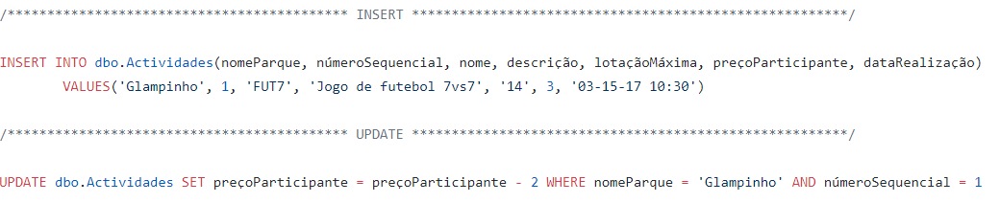 /******************************************** INSERT ********************************************************/
INSERT INTO dbo.Actividades(nomeParque, númeroSequencial, nome, descrição, lotaçãoMáxima, preçoParticipante, dataRealização)
VALUES('Glampinho', 1, 'FUT7', 'Jogo de futebol 7vs7', '14', 3, '03-15-17 10:30')
/******************************************** UPDATE ********************************************************/
UPDATE dbo.Actividades SET preçoParticipante = preçoParticipante - 2 WHERE nomeParque = 'Glampinho' AND númeroSequencial = 1